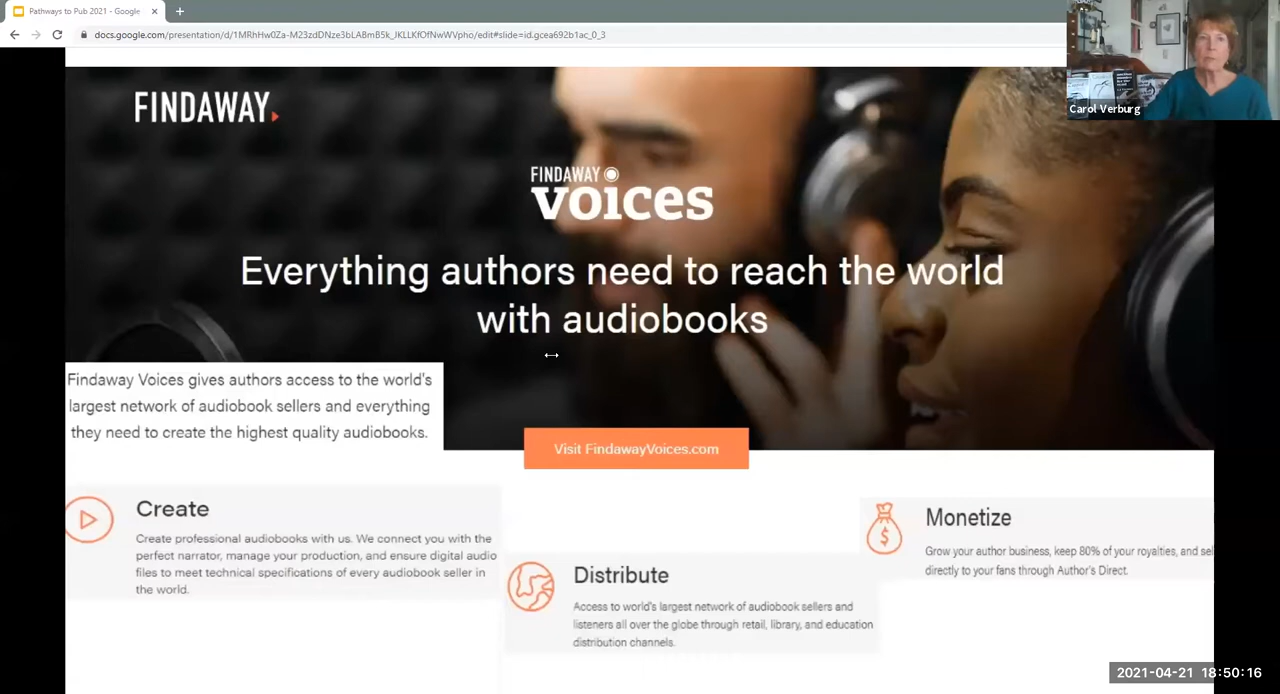 Pathways to Pub 2021 - Google
docs.google.com/presentation/d/1MRhHw0Za-M23zdDNze3bLA8mB5k_JKLLKfOfNwWVpho/edit#slide=id.gcea692b1ac_0_3
Carol Verburg
FINDAWAY
FINDAWAY
voices
Everything authors need to reach the world
with audiobooks
Findaway Voices gives authors access to the world's
largest network of audiobook sellers and everything
they need to create the highest quality audiobooks.
Visit FindawayVoices.com
Create
Create professional audiobooks with us. We connect you with the
perfect narrator, manage your production, and ensure digital audio
files to meet technical specifications of every audiobook seller in
the world.
Distribute
Access to world's largest network of audiobook sellers and
listeners all over the globe through retail, library, and education
distribution channels.
Monetize
Grow your author business, keep 80% of your royalties, and sel
directly to your fans through Author's Direct.
2021-04-21 18:50:16